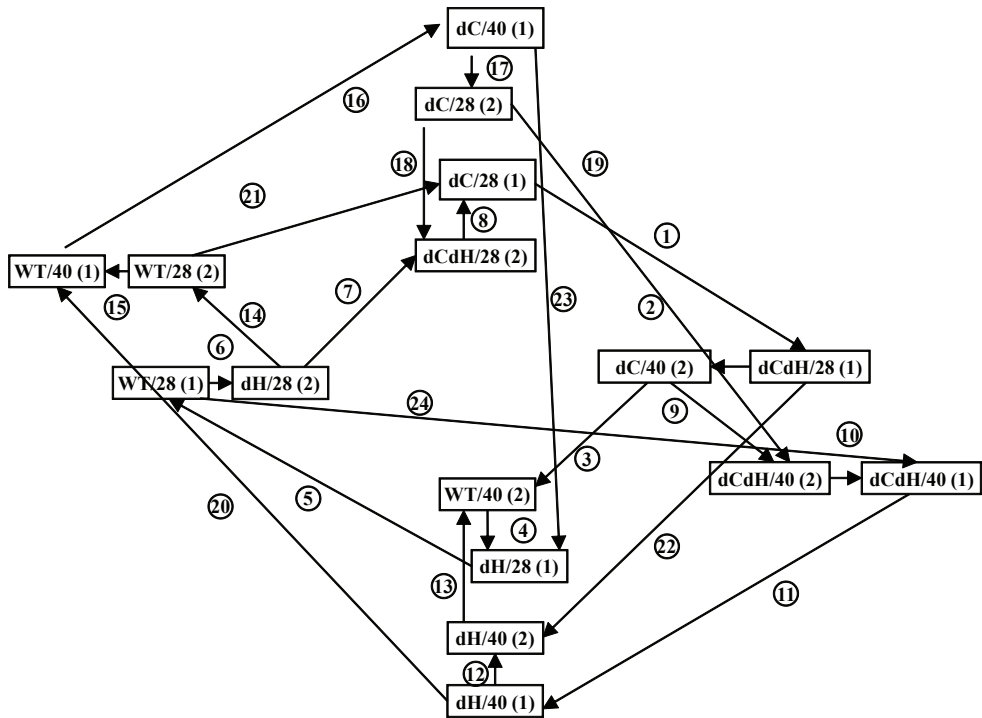 dC/40 (1)
17
16
dC/28 (2)
18
19
dC/28 (1)
21
8
1
dCdH/28 (2)
WT/40 (1)
WT/28 (2)
7
23
15
14
2
6
dC/40 (2)
dCdH/28 (1)
WT/28 (1)
dH/28 (2)
24
9
10
3
dCdH/40 (2)
dCdH/40 (1)
WT/40 (2)
5
20
4
22
dH/28 (1)
13
11
dH/40 (2)
12
dH/40 (1)